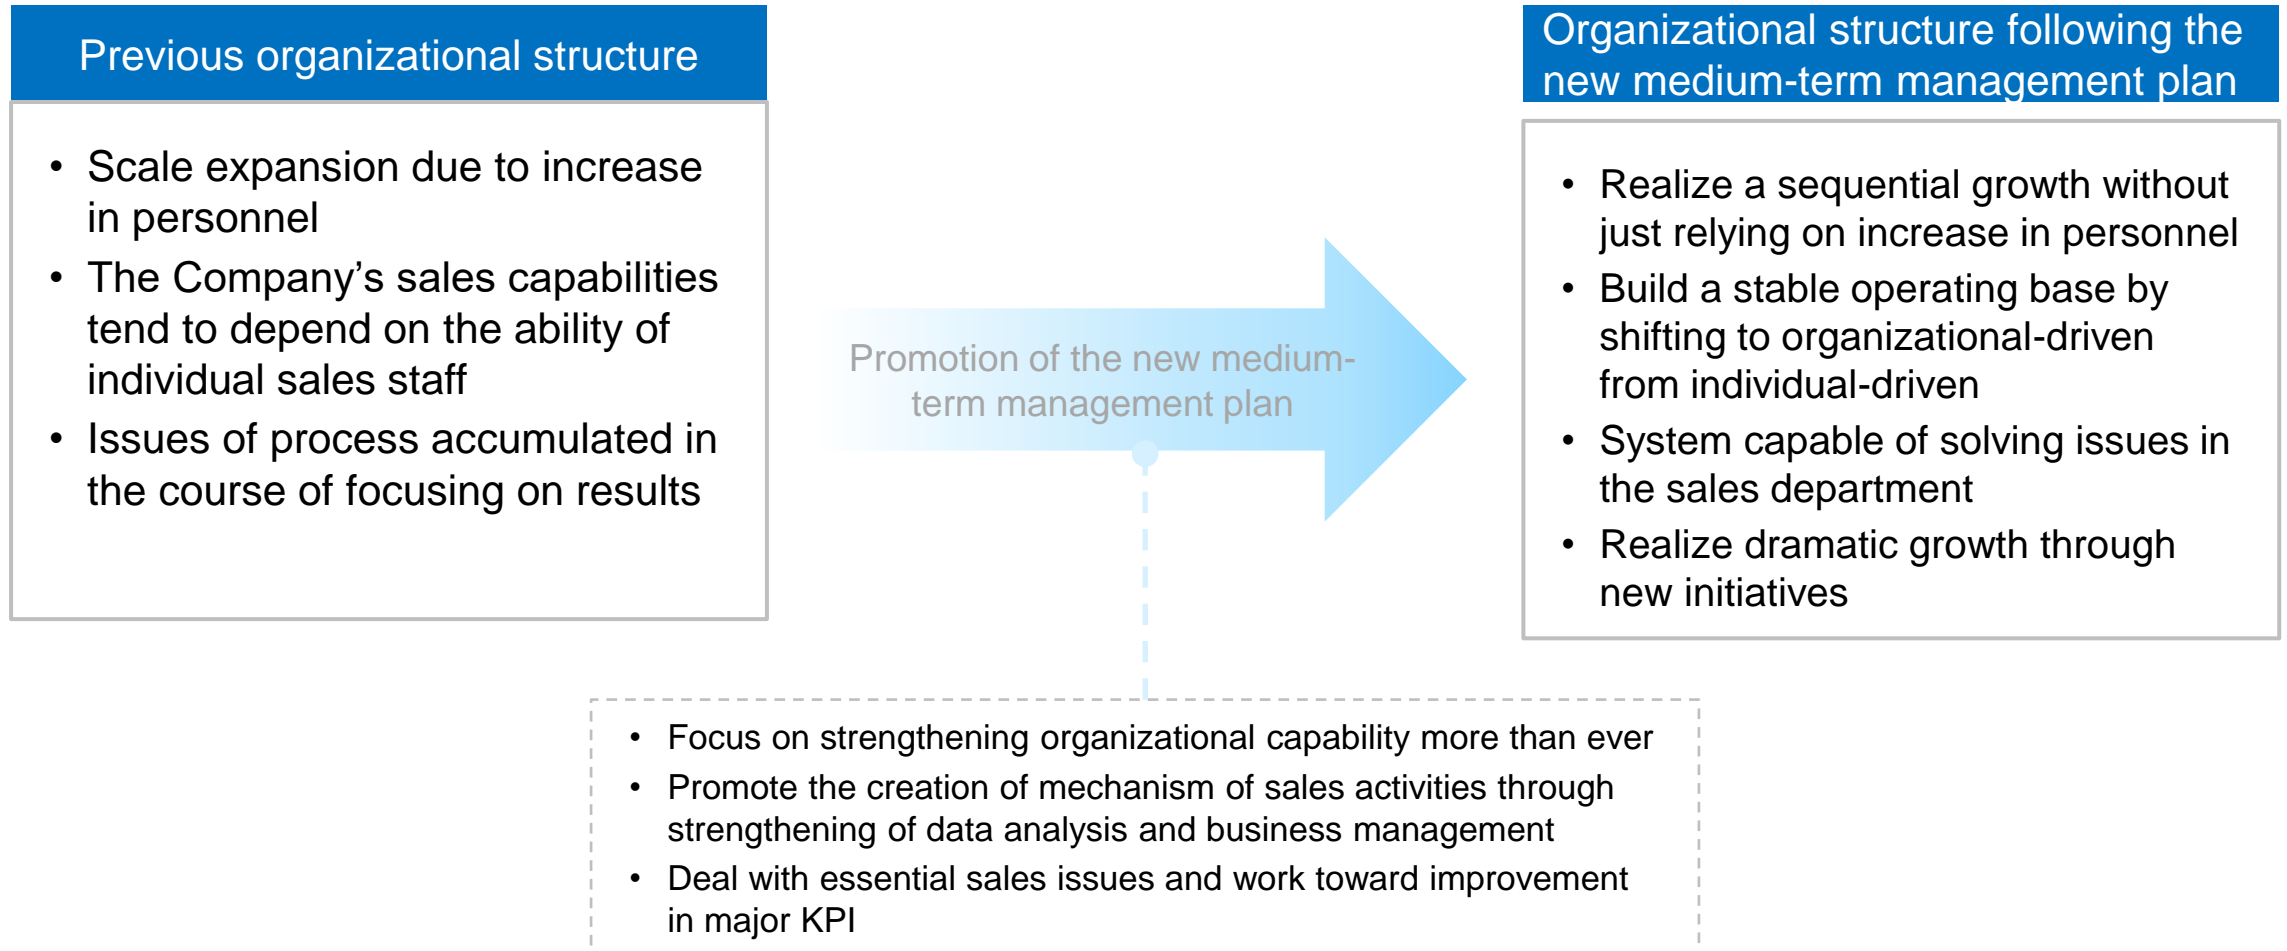 Previous organizational structure
• Scale expansion due to increase
in personnel
• The Company’s sales capabilities
tend to depend on the ability of
individual sales staff
• Issues of process accumulated in
the course of focusing on results
Promotion of the new medium-
term management plan
Organizational structure following the
new medium-term management plan
• Realize a sequential growth without
just relying on increase in personnel
• Build a stable operating base by
shifting to organizational-driven
from individual-driven
• System capable of solving issues in
the sales department
• Realize dramatic growth through
new initiatives
• Focus on strengthening organizational capability more than ever
• Promote the creation of mechanism of sales activities through
strengthening of data analysis and business management
• Deal with essential sales issues and work toward improvement
in major KPI